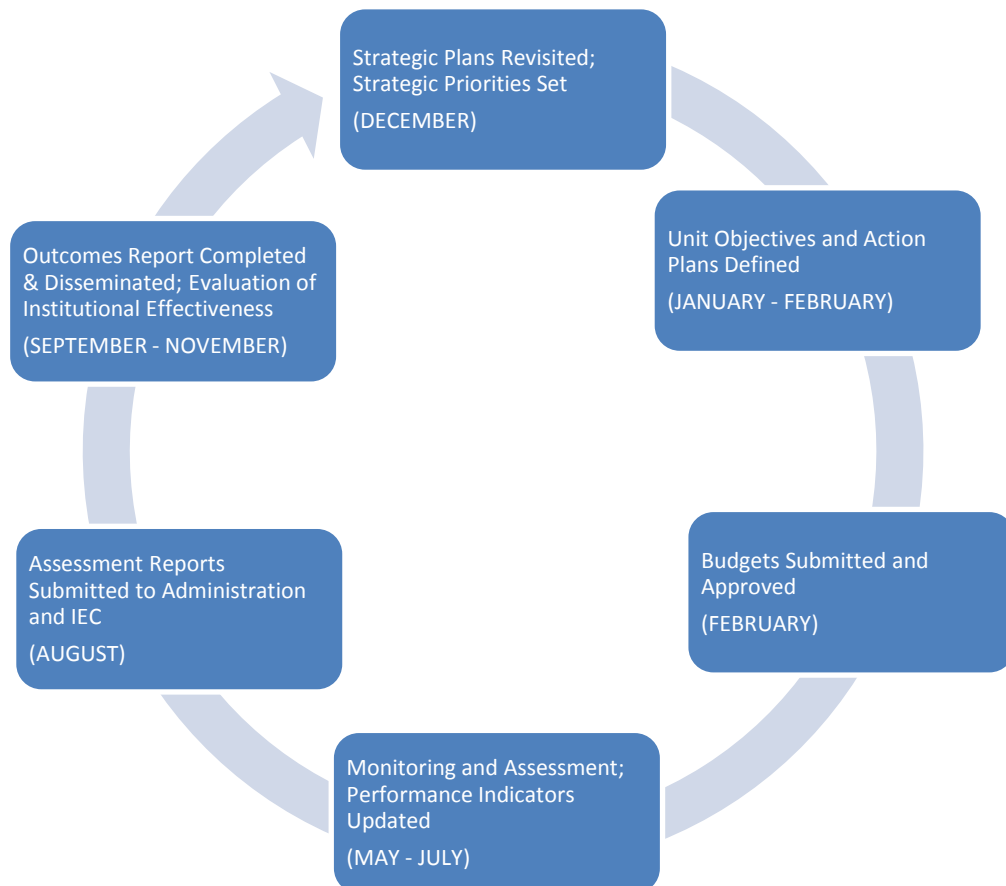 Strategic Plans Revisited;
Strategic Priorities Set
(DECEMBER)
Unit Objectives and Action
Plans Defined
(JANUARY - FEBRUARY)
Budgets Submitted and
Approved
(FEBRUARY)
Monitoring and Assessment;
Performance Indicators
Updated
(MAY - JULY)
Assessment Reports
Submitted to Administration
and IEC
(AUGUST)
Outcomes Report Completed
& Disseminated; Evaluation of
Institutional Effectiveness
(SEPTEMBER - NOVEMBER)